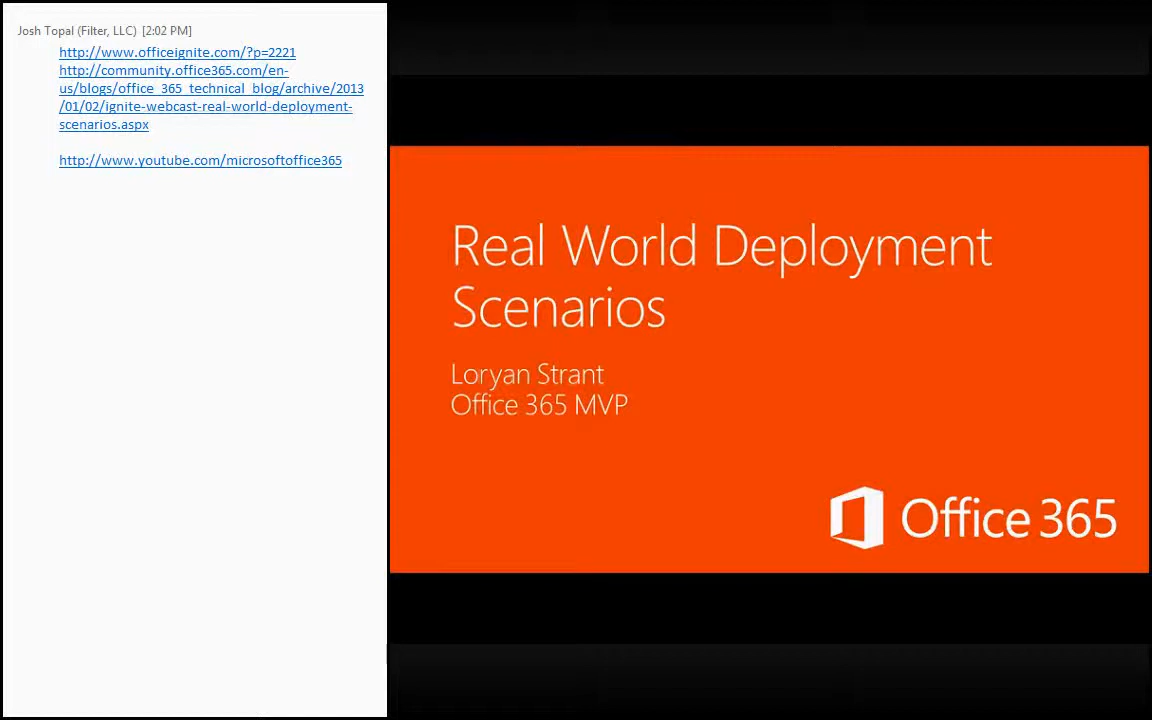 Josh Topal (Filter, LLC) [2:02 PM]
http://www.officeignite.com/?p=2221
http://community.office365.com/en-
us/blogs/office_365_technical_blog/archive/2013
/01/02/ignite-webcast-real-world-deployment-
scenarios.aspx
http://www.youtube.com/microsoftoffice365
Real World Deployment
Scenarios
Loryan Strant
Office 365 MVP
Office 365